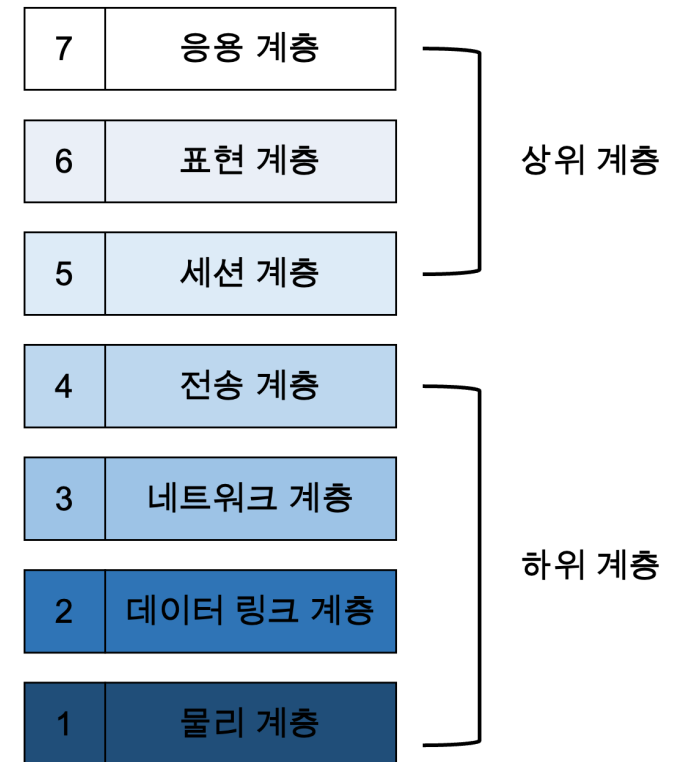 7 응용 계층
6 표현 계층
상위 계층
5 세션 계층
4 전송 계층
3 네트워크 계층
하위 계층
2 데이터 링크 계층
1 물리 계층